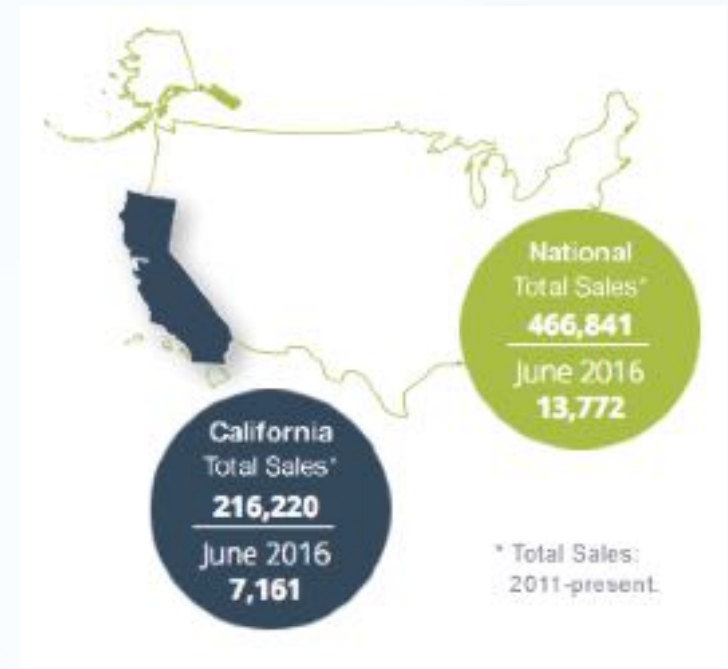 National
Total Sales*
466,841
June 2016
13,772
California
Total Sales*
216,220
June 2016
7,161
* Total Sales:
2011-present.